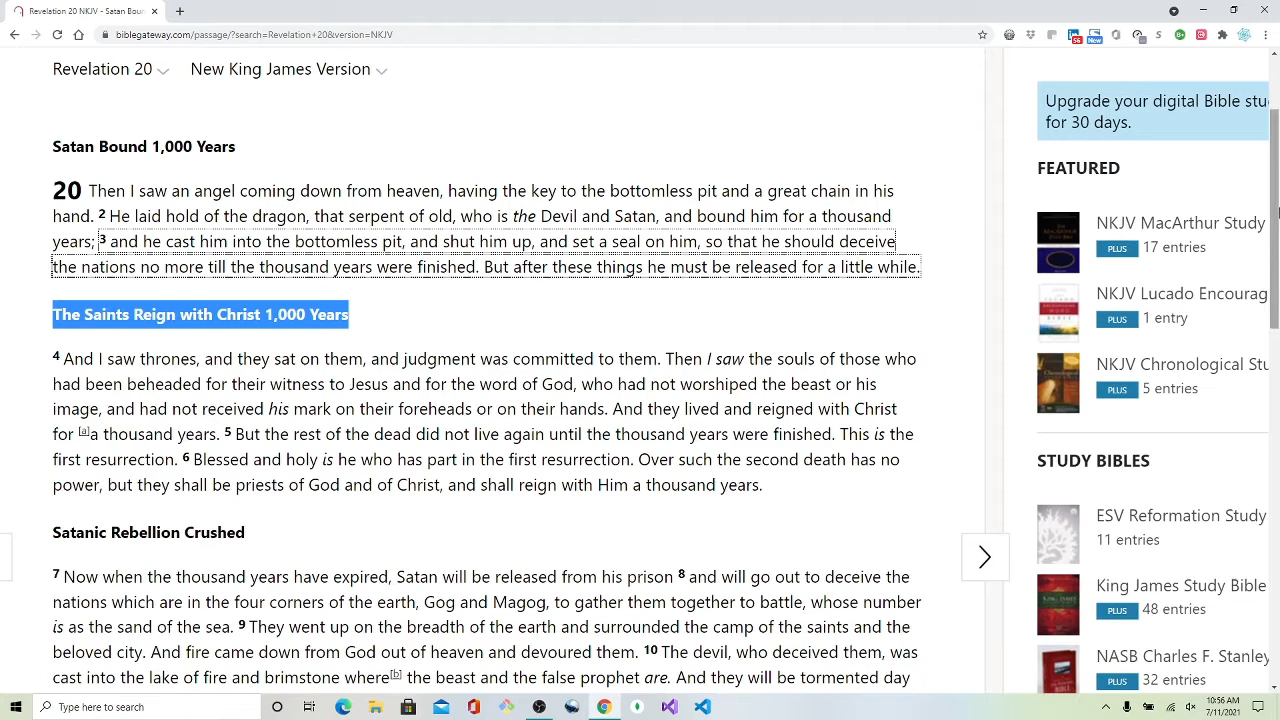 Revelation 20 NKJV - Satan Bou
biblegateway.com/passage/?search=Revelation 20&version=NKJV
56
New
Revelation 20 New King James Version
Upgrade your digital Bible stu
for 30 days.
Satan Bound 1,000 Years
FEATURED
20 Then I saw an angel coming down from heaven, having the key to the bottomless pit and a great chain in his
hand. 2 He laid hold of the dragon, that serpent of old, who is the Devil and Satan, and bound him for a thousand
years; 3 and he cast him into the bottomless pit, and shut him up, and set a seal on him, so that he should deceive
the nations no more till the thousand years were finished. But after these things he must be released for a little while.
NKJV MacArthur Study
PLUS 17 entries
NKJV Lucado Encourag
PLUS 1 entry
The Saints Reign with Christ 1,000 Years
4 And I saw thrones, and they sat on them, and judgment was committed to them. Then I saw the souls of those who
had been beheaded for their witness to Jesus and for the word of God, who had not worshiped the beast or his
image, and had not received his mark on their foreheads or on their hands. And they lived and reigned with Christ
for [a]a thousand years. 5 But the rest of the dead did not live again until the thousand years were finished. This is the
first resurrection. 6 Blessed and holy is he who has part in the first resurrection. Over such the second death has no
power, but they shall be priests of God and of Christ, and shall reign with Him a thousand years.
NKJV Chronological Stu
PLUS 5 entries
STUDY BIBLES
ESV Reformation Study
11 entries
Satanic Rebellion Crushed
7 Now when the thousand years have expired, Satan will be released from his prison 8 and will go out to deceive the
nations which are in the four corners of the earth, Gog and Magog, to gather them together to battle, whose number
is as the sand of the sea. 9 They went up on the breadth of the earth and surrounded the camp of the saints and the
beloved city. And fire came down from God out of heaven and devoured them. 10 The devil, who deceived them, was
cast into the lake of fire and brimstone where[b] the beast and the false prophet are. And they will be tormented day
King James Study Bible
PLUS 48 entries
NASB Charles F. Stanley
PLUS 32 entries
Type here to search
10:56 AM
7/11/2021